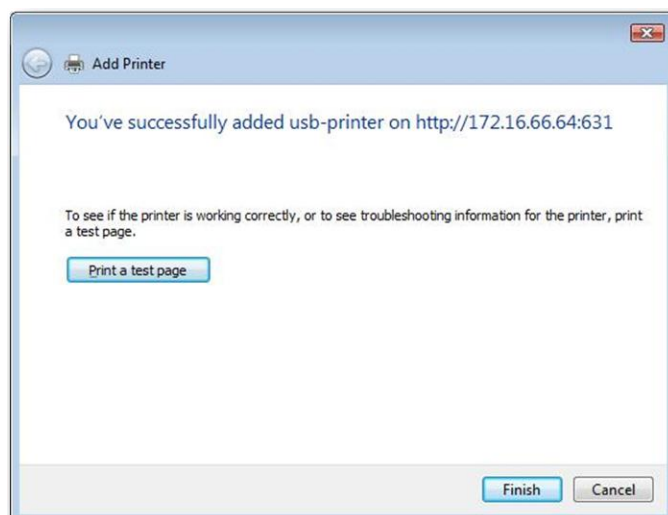 Add Printer
You've successfully added usb-printer on http://172.16.66.64:631
To see if the printer is working correctly, or to see troubleshooting information for the printer, print
a test page.
Print a test page
Finish Cancel